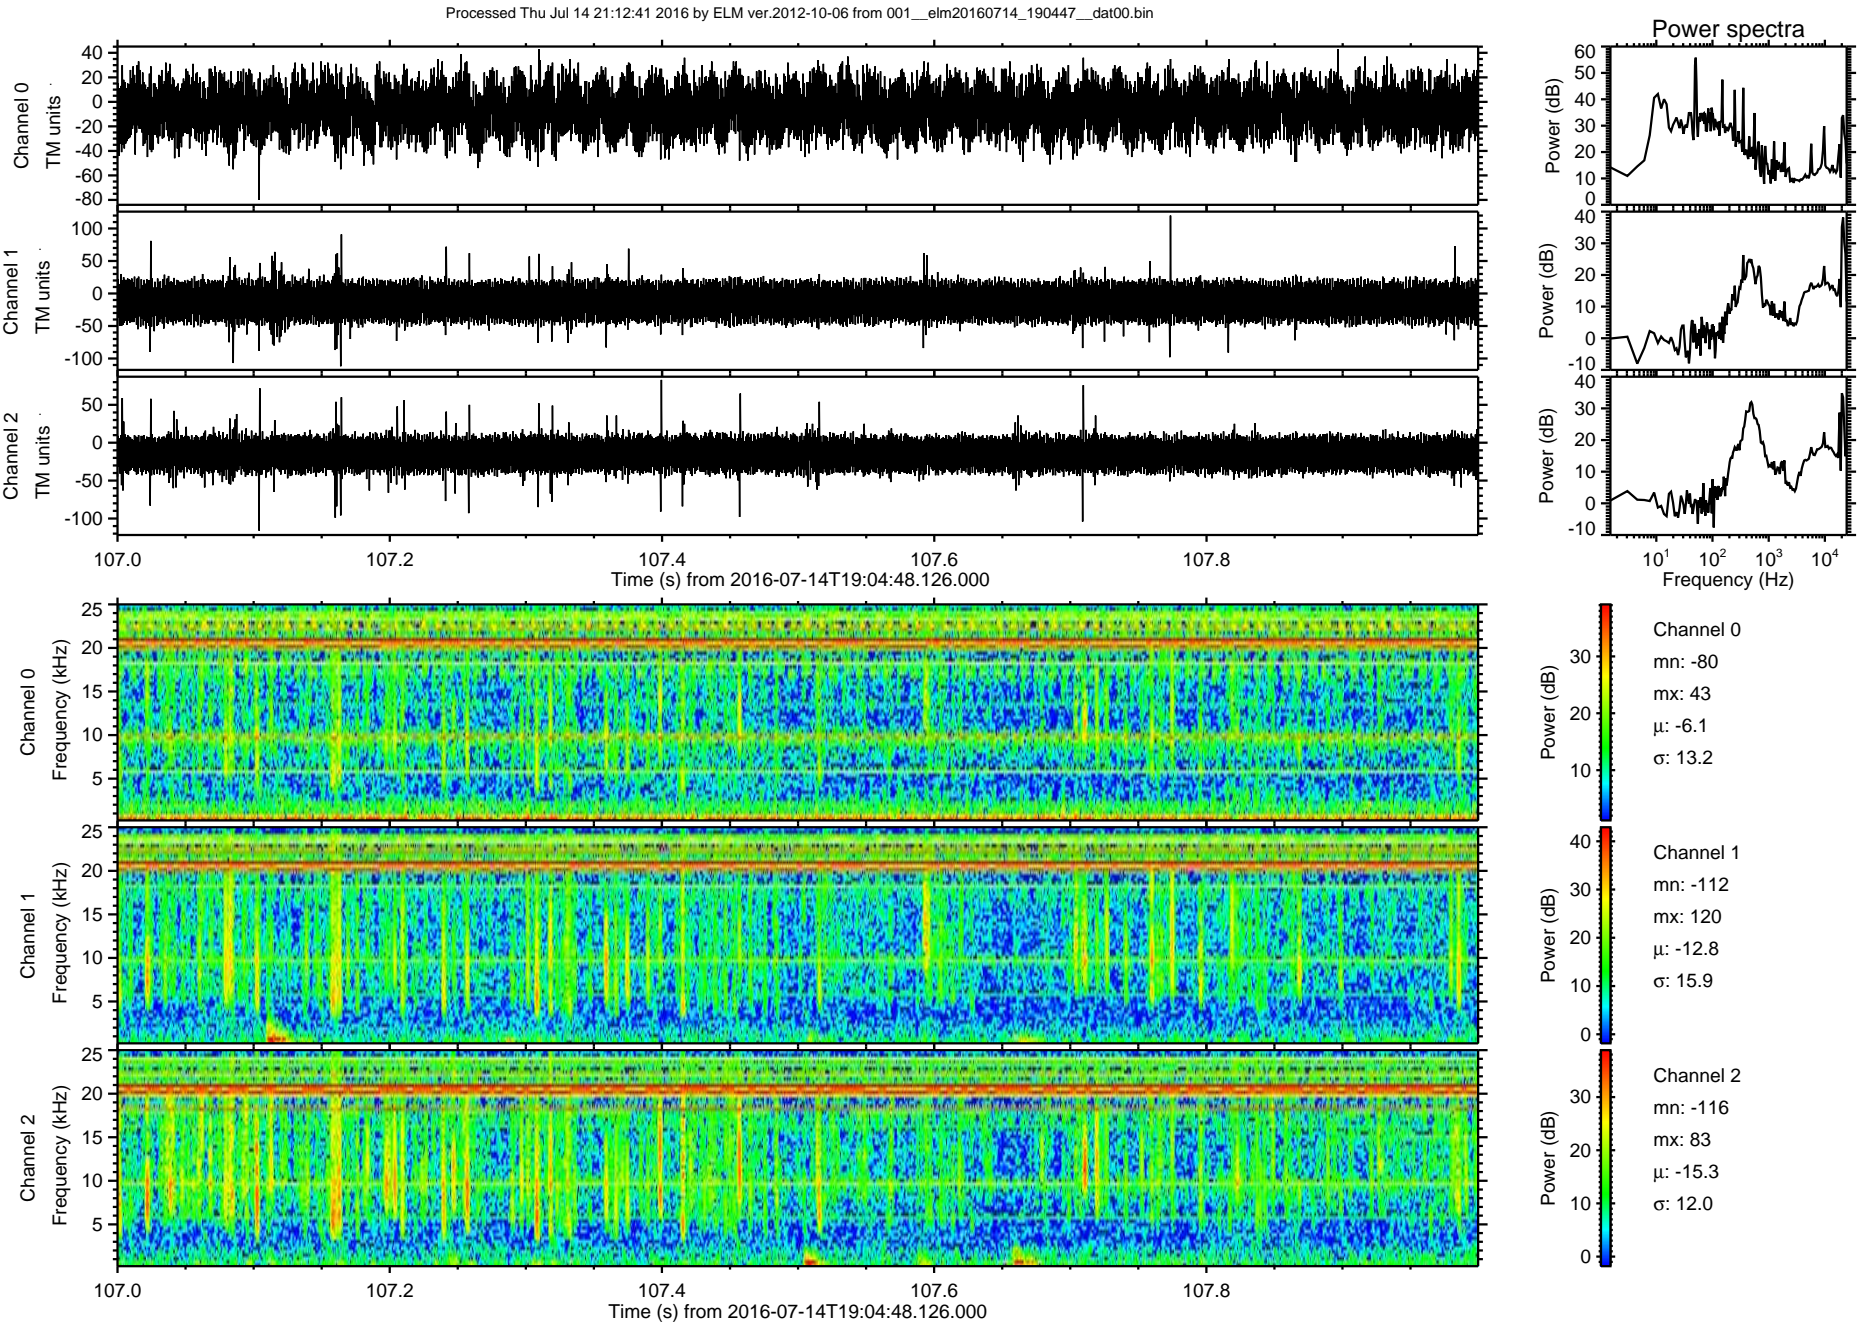 Processed Thu Jul 14 21:12:41 2016 by ELM ver.2012-10-06 from 001__elm20160714_190447__dat00.bin
Power spectra
Channel 0
TM units
40
20
0
-20
-40
-60
-80
Power (dB)
60
50
40
30
20
10
0
Channel 1
TM units
100
50
0
-50
-100
Power (dB)
40
30
20
10
0
-10
Channel 2
TM units
50
0
-50
-100
Power (dB)
40
30
20
10
0
-10
107.0 107.2 107.4 107.6 107.8
Time (s) from 2016-07-14T19:04:48.126.000
10¹ 10² 10³ 10⁴
Frequency (Hz)
Channel 0
Frequency (kHz)
25
20
15
10
5
Power (dB)
30
20
10
Channel 0
mn: -80
mx: 43
μ: -6.1
σ: 13.2
Channel 1
Frequency (kHz)
25
20
15
10
5
Power (dB)
40
30
20
10
0
Channel 1
mn: -112
mx: 120
μ: -12.8
σ: 15.9
Channel 2
Frequency (kHz)
25
20
15
10
5
Power (dB)
30
20
10
0
Channel 2
mn: -116
mx: 83
μ: -15.3
σ: 12.0
107.0 107.2 107.4 107.6 107.8
Time (s) from 2016-07-14T19:04:48.126.000